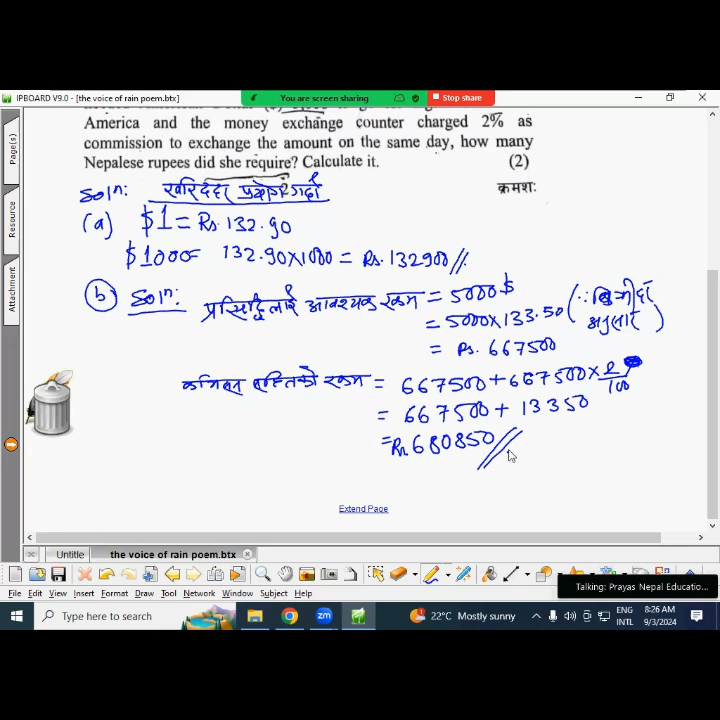 IPBOARD V9.0 - [the voice of rain poem.btx]
You are screen sharing
Stop share
America and the money exchange counter charged 2% as
commission to exchange the amount on the same day, how many
Nepalese rupees did she require? Calculate it. (2)
क्रमशः
Soln: खरिददर प्रयोग गर्दा
(a) $1 = Rs. 132.90
$1000 = 132.90×1000 = Rs. 132900//
(b) Soln: प्रसिद्धिलाई आवश्यक रकम = 5000$
= 5000×133.50 (∵ बिक्रीदर अनुसार)
= Rs. 667500
कमिसन सहितको रकम = 667500 + 667500 × 2/100
= 667500 + 13350
= Rs. 680850//
Extend Page
Page(s)
Resource
Attachment
Untitle
the voice of rain poem.btx
Talking: Prayas Nepal Educatio...
File Edit View Insert Format Draw Tool Network Window Subject Help
Type here to search
22°C Mostly sunny
ENG
INTL
8:26 AM
9/3/2024